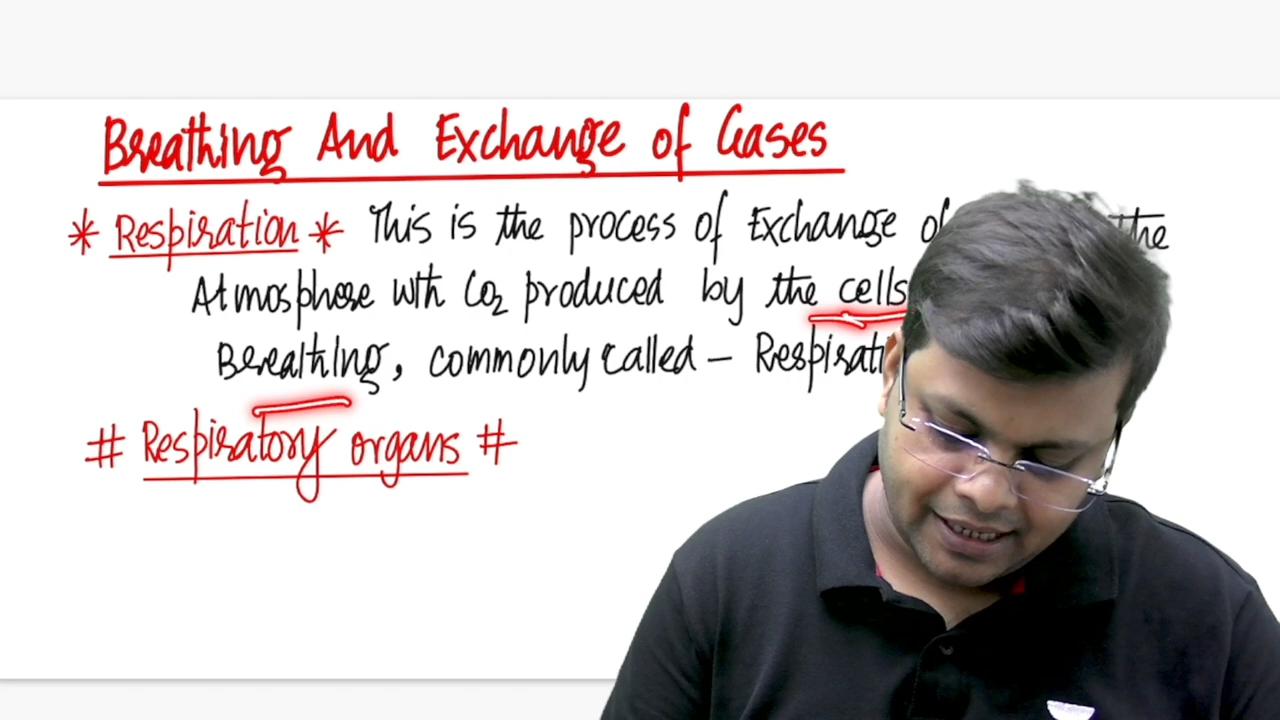 Breathing And Exchange of Gases
* Respiration * This is the process of Exchange of the
Atmosphere with CO2 produced by the cells
Breathing, commonly called – Respirati
# Respiratory organs #